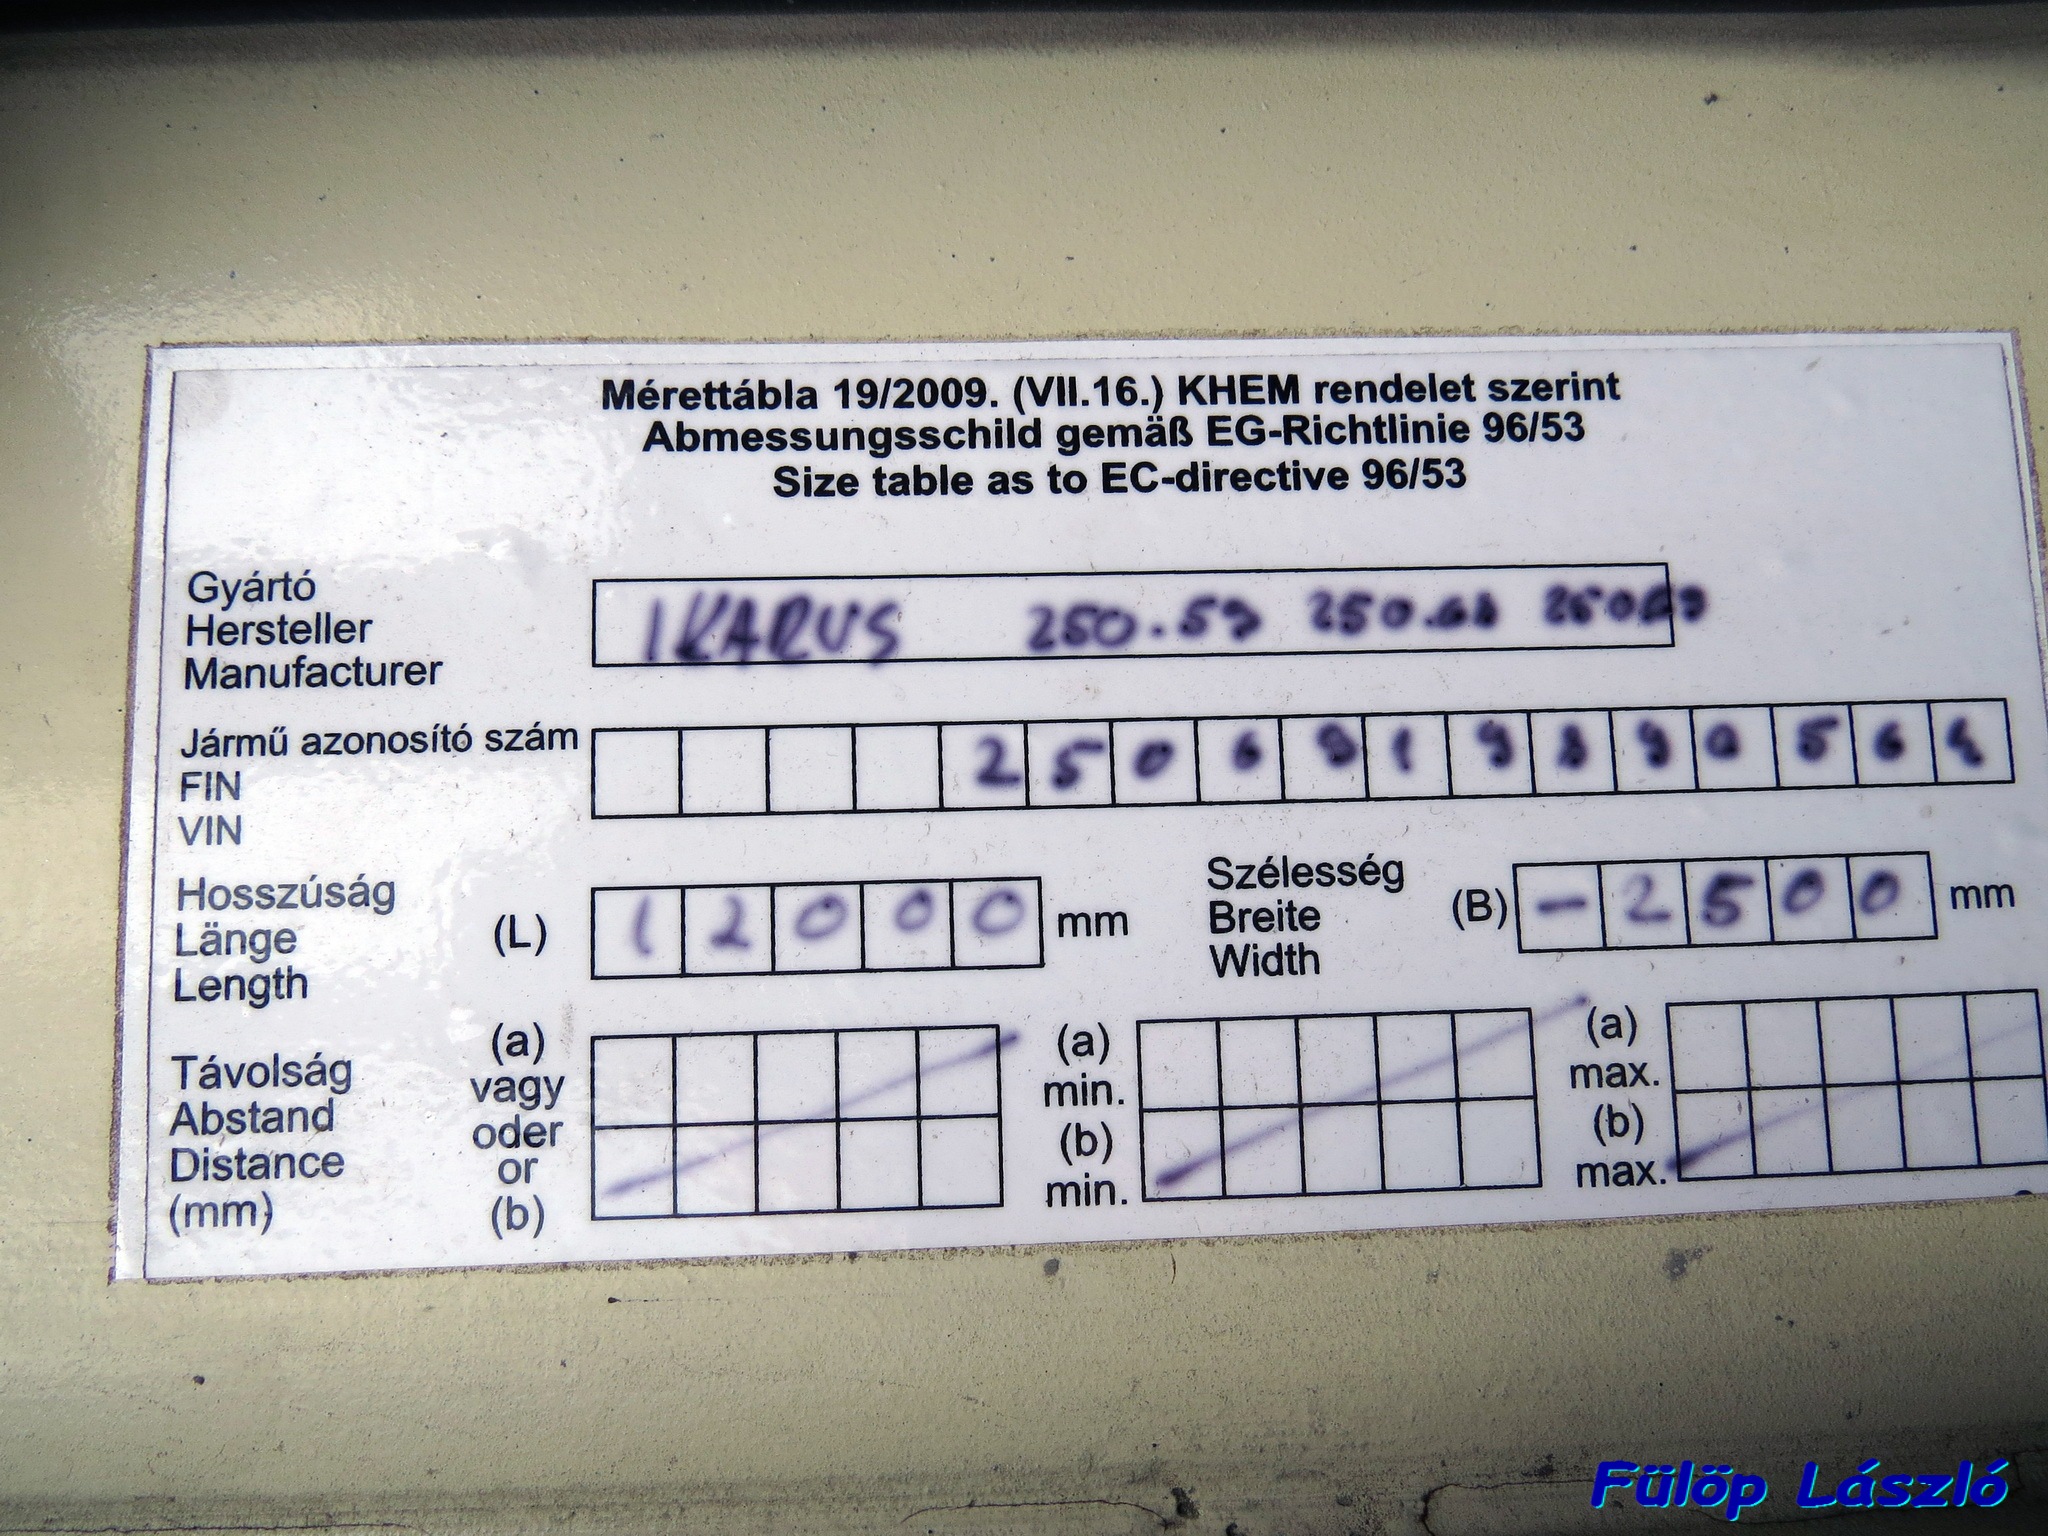 Mérettábla 19/2009. (VII.16.) KHEM rendelet szerint
Abmessungsschild gemäß EG-Richtlinie 96/53
Size table as to EC-directive 96/53
Gyártó
Hersteller
Manufacturer
IKARUS 250.59
Jármű azonosító szám
FIN
VIN
Hosszúság
Länge
Length
(L) 12000 mm
Szélesség
Breite
Width
(B) - 2500 mm
Távolság
Abstand
Distance
(mm)
(a)
vagy
oder
or
(b)
(a)
min.
(b)
min.
(a)
max.
(b)
max.
Fülöp László